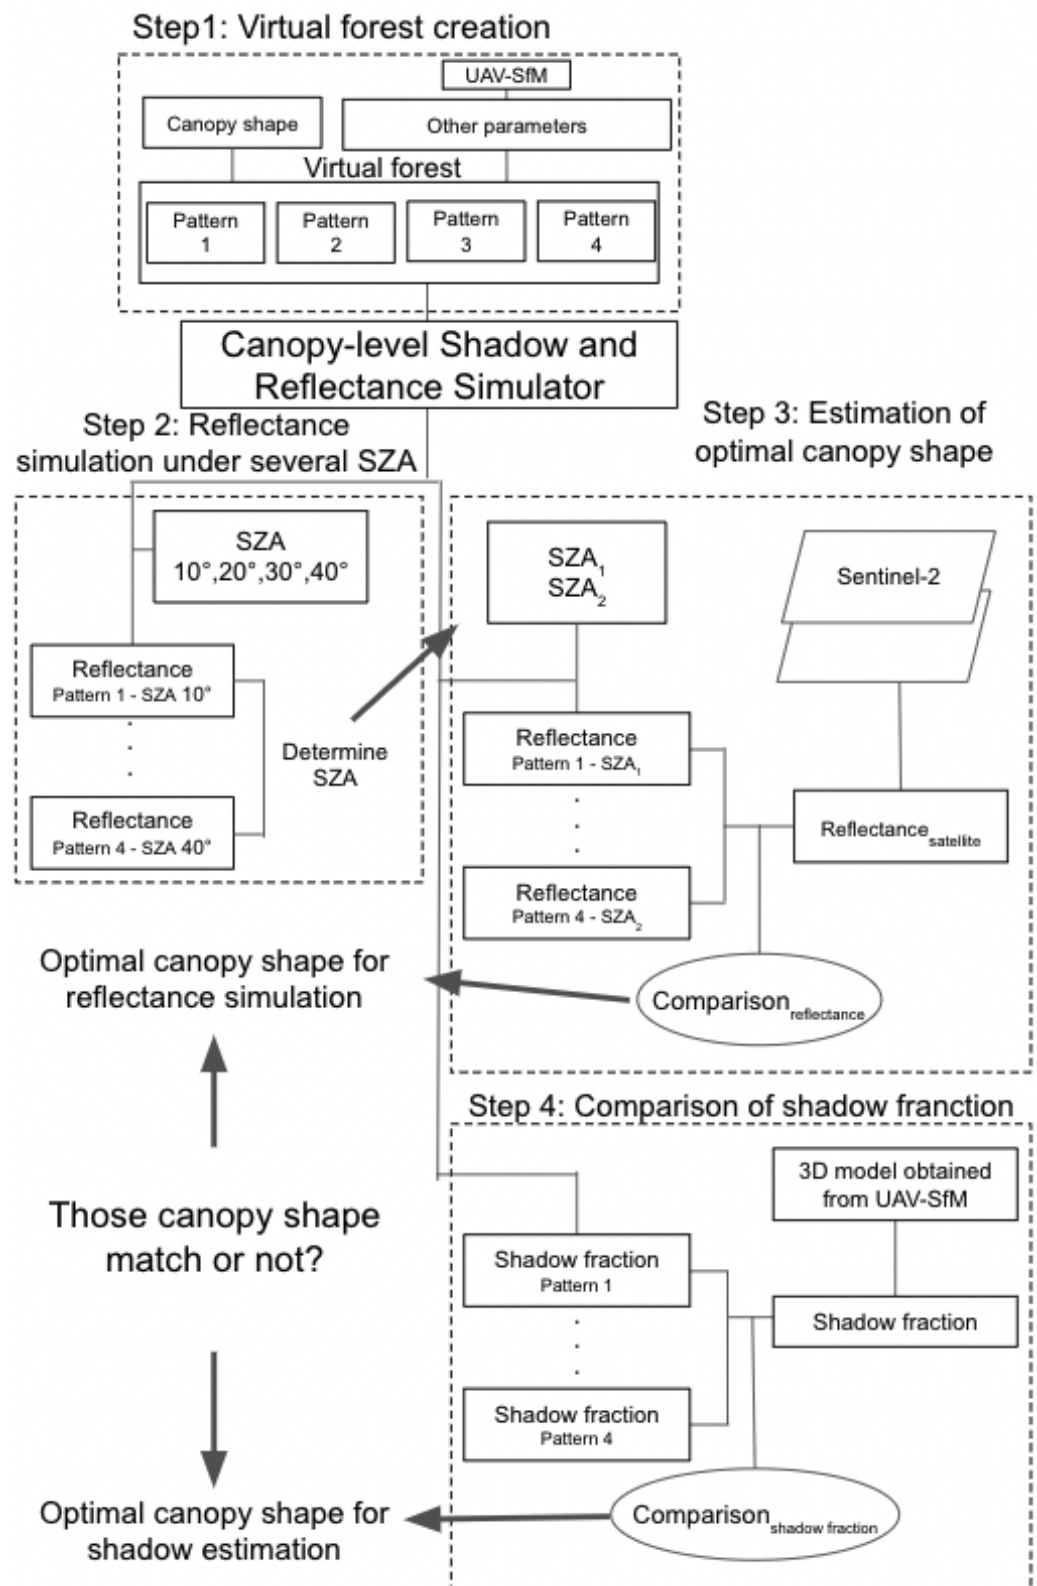 Step1: Virtual forest creation
UAV-SfM
Canopy shape
Other parameters
Virtual forest
Pattern
1
Pattern
2
Pattern
3
Pattern
4
Canopy-level Shadow and
Reflectance Simulator
Step 2: Reflectance
simulation under several SZA
SZA
10°,20°,30°,40°
Reflectance
Pattern 1 - SZA 10°
.
.
Reflectance
Pattern 4 - SZA 40°
Determine
SZA
Step 3: Estimation of
optimal canopy shape
SZA1
SZA2
Sentinel-2
Reflectance
Pattern 1 - SZA1
.
.
.
Reflectance
Pattern 4 - SZA2
Reflectancesatellite
Comparisonreflectance
Optimal canopy shape for
reflectance simulation
Those canopy shape
match or not?
Optimal canopy shape for
shadow estimation
Step 4: Comparison of shadow franction
3D model obtained
from UAV-SfM
Shadow fraction
Pattern 1
.
.
.
Shadow fraction
Pattern 4
Shadow fraction
Comparisonshadow fraction